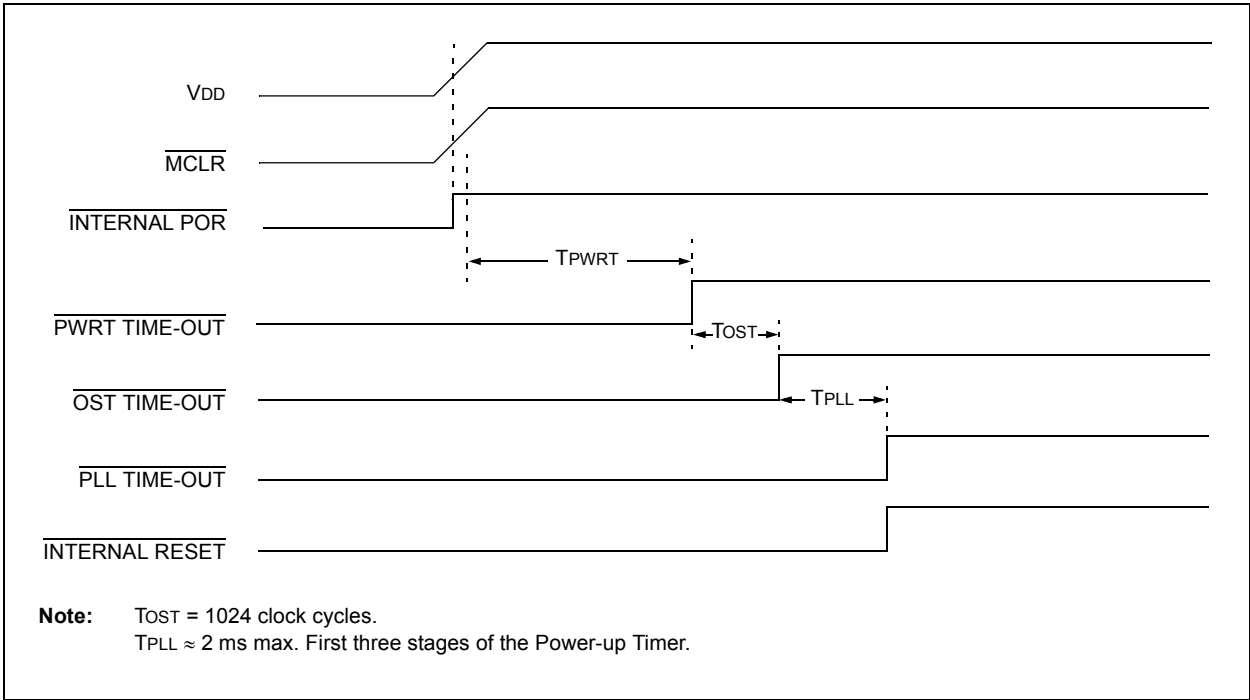 VDD
MCLR
INTERNAL POR
TPWRT
PWRT TIME-OUT
TOST
OST TIME-OUT
TPLL
PLL TIME-OUT
INTERNAL RESET
Note: TOST = 1024 clock cycles.
TPLL ≈ 2 ms max. First three stages of the Power-up Timer.